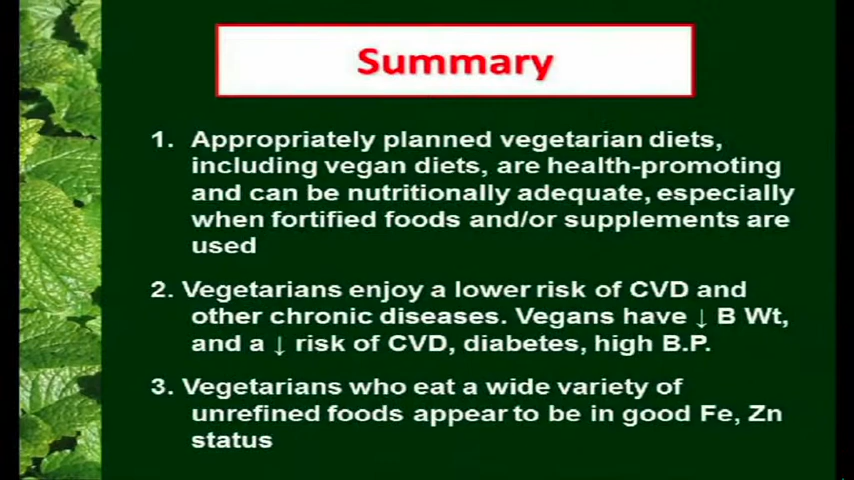 Summary
1. Appropriately planned vegetarian diets,
including vegan diets, are health-promoting
and can be nutritionally adequate, especially
when fortified foods and/or supplements are
used
2. Vegetarians enjoy a lower risk of CVD and
other chronic diseases. Vegans have ↓ B Wt,
and a ↓ risk of CVD, diabetes, high B.P.
3. Vegetarians who eat a wide variety of
unrefined foods appear to be in good Fe, Zn
status